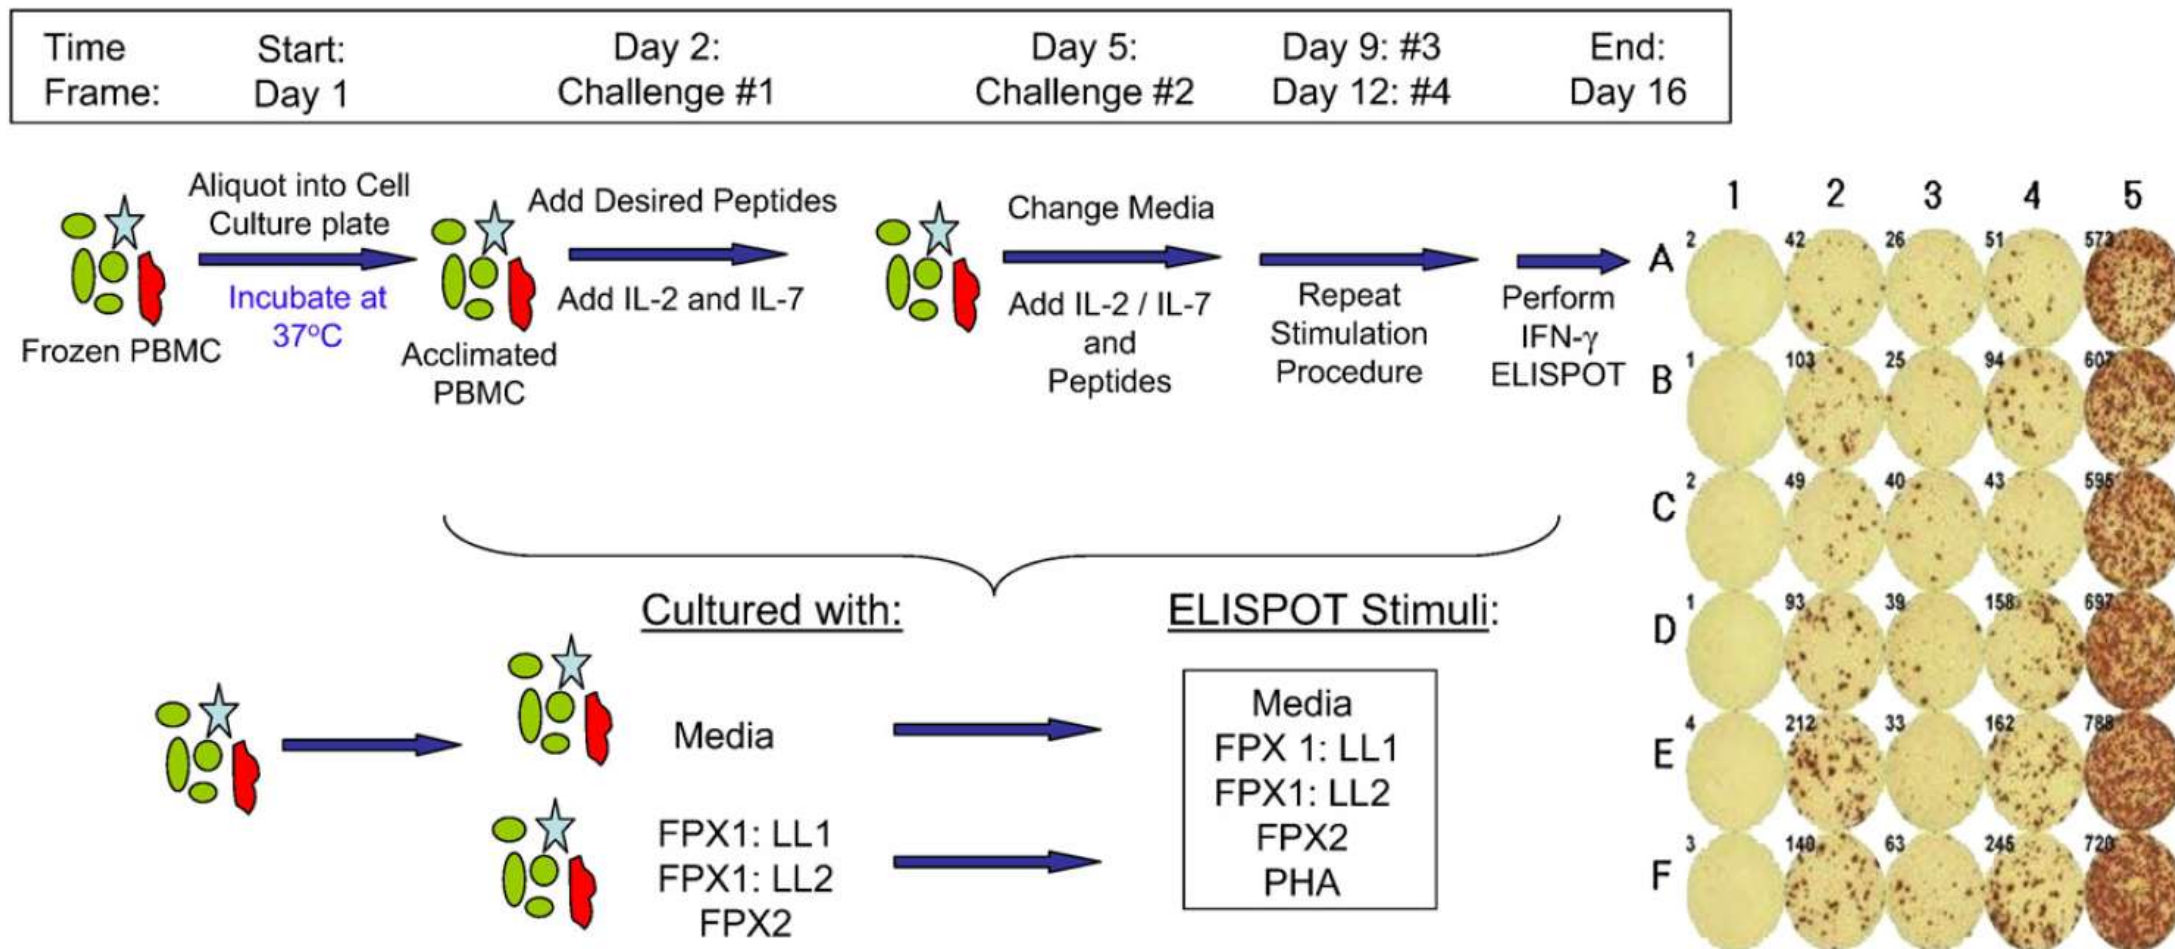 Time Frame:
Start: Day 1
Day 2: Challenge #1
Day 5: Challenge #2
Day 9: #3
Day 12: #4
End: Day 16
Frozen PBMC
Aliquot into Cell
Culture plate
Incubate at
37ºC
Acclimated
PBMC
Add Desired Peptides
Add IL-2 and IL-7
Change Media
Add IL-2 / IL-7
and
Peptides
Repeat
Stimulation
Procedure
Perform
IFN-γ
ELISPOT
1 2 3 4 5
A 2 42 26 51 573
B 1 103 25 94 607
C 2 49 40 43 595
D 1 93 39 158 697
E 4 212 33 162 788
F 3 140 63 245 720
Cultured with:
Media
FPX1: LL1
FPX1: LL2
FPX2
ELISPOT Stimuli:
Media
FPX 1: LL1
FPX1: LL2
FPX2
PHA